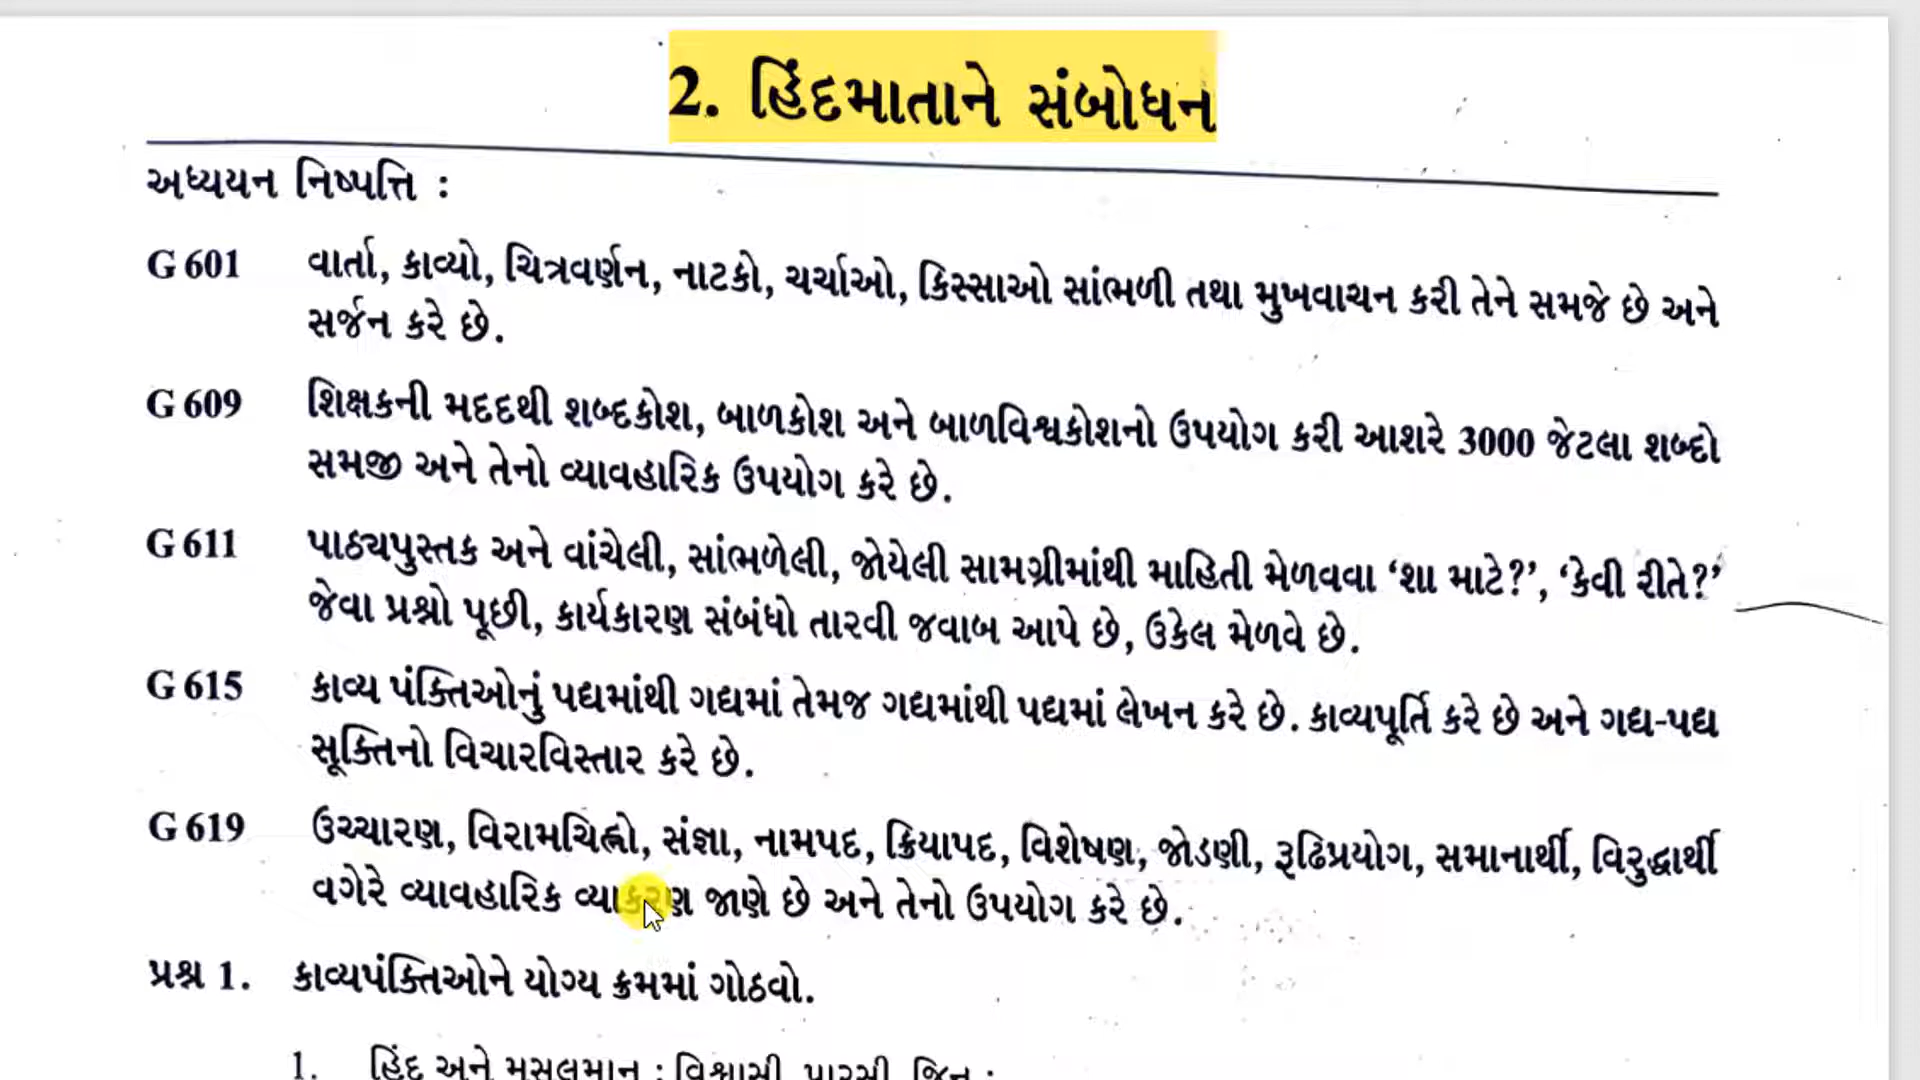 2. હિંદમાતાને સંબોધન
અધ્યયન નિષ્પત્તિ :
G 601 વાર્તા, કાવ્યો, ચિત્રવર્ણન, નાટકો, ચર્ચાઓ, કિસ્સાઓ સાંભળી તથા મુખવાચન કરી તેને સમજે છે અને
સર્જન કરે છે.
G 609 શિક્ષકની મદદથી શબ્દકોશ, બાળકોશ અને બાળવિશ્વકોશનો ઉપયોગ કરી આશરે 3000 જેટલા શબ્દો
સમજી અને તેનો વ્યાવહારિક ઉપયોગ કરે છે.
G 611 પાઠ્યપુસ્તક અને વાંચેલી, સાંભળેલી, જોયેલી સામગ્રીમાંથી માહિતી મેળવવા ‘શા માટે?’, ‘કેવી રીતે?’
જેવા પ્રશ્નો પૂછી, કાર્યકારણ સંબંધો તારવી જવાબ આપે છે, ઉકેલ મેળવે છે.
G 615 કાવ્ય પંક્તિઓનું પદ્યમાંથી ગદ્યમાં તેમજ ગદ્યમાંથી પદ્યમાં લેખન કરે છે. કાવ્યપૂર્તિ કરે છે અને ગદ્ય-પદ્ય
સૂક્તિનો વિચારવિસ્તાર કરે છે.
G 619 ઉચ્ચારણ, વિરામચિહ્નો, સંજ્ઞા, નામપદ, ક્રિયાપદ, વિશેષણ, જોડણી, રૂઢિપ્રયોગ, સમાનાર્થી, વિરુદ્ધાર્થી
વગેરે વ્યાવહારિક વ્યાકરણ જાણે છે અને તેનો ઉપયોગ કરે છે.
પ્રશ્ન 1. કાવ્યપંક્તિઓને યોગ્ય ક્રમમાં ગોઠવો.
1. હિંદુ અને મુસલમાન : વિશ્વાસી, પારસી, જિન :